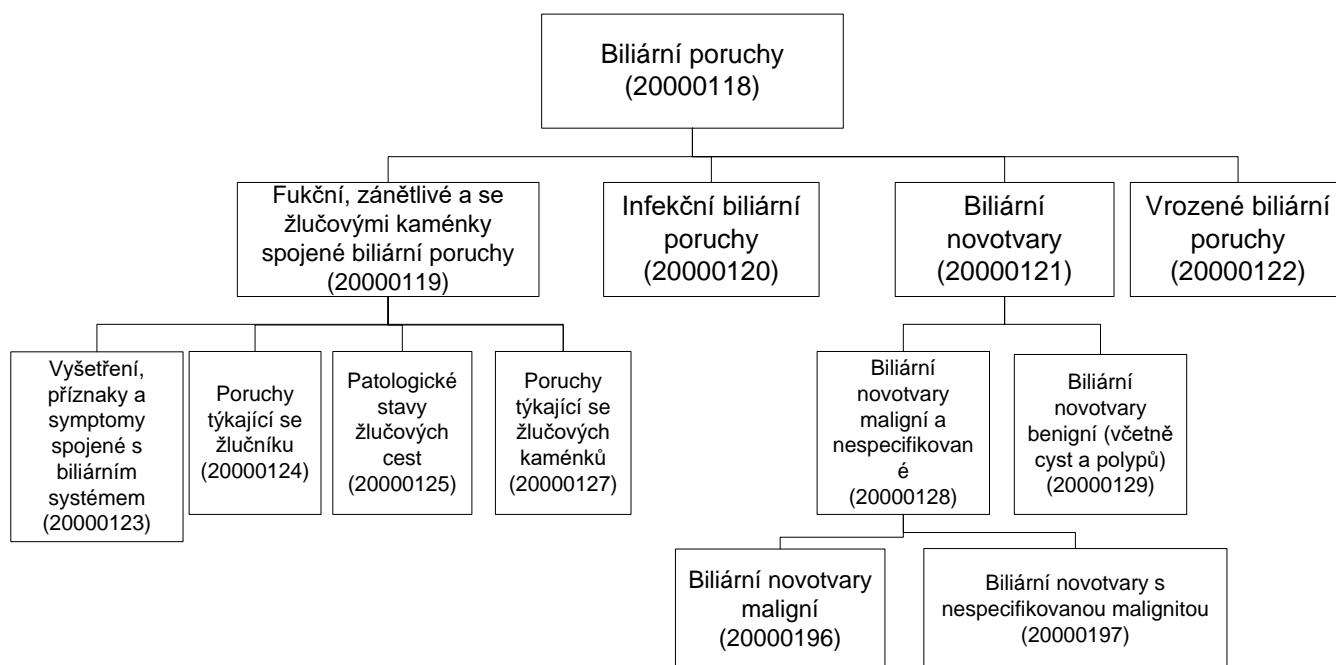 Biliární poruchy
(20000118)
Fukční, zánětlivé a se
žlučovými kaménky
spojené biliární poruchy
(20000119)
Infekční biliární
poruchy
(20000120)
Biliární
novotvary
(20000121)
Vrozené biliární
poruchy
(20000122)
Vyšetření,
příznaky a
symptomy
spojené s
biliárním
systémem
(20000123)
Poruchy
týkající se
žlučníku
(20000124)
Patologické
stavy
žlučových
cest
(20000125)
Poruchy
týkající se
žlučových
kaménků
(20000127)
Biliární
novotvary
maligní a
nespecifikovan
é
(20000128)
Biliární
novotvary
benigní (včetně
cyst a polypů)
(20000129)
Biliární novotvary
maligní
(20000196)
Biliární novotvary s
nespecifikovanou malignitou
(20000197)